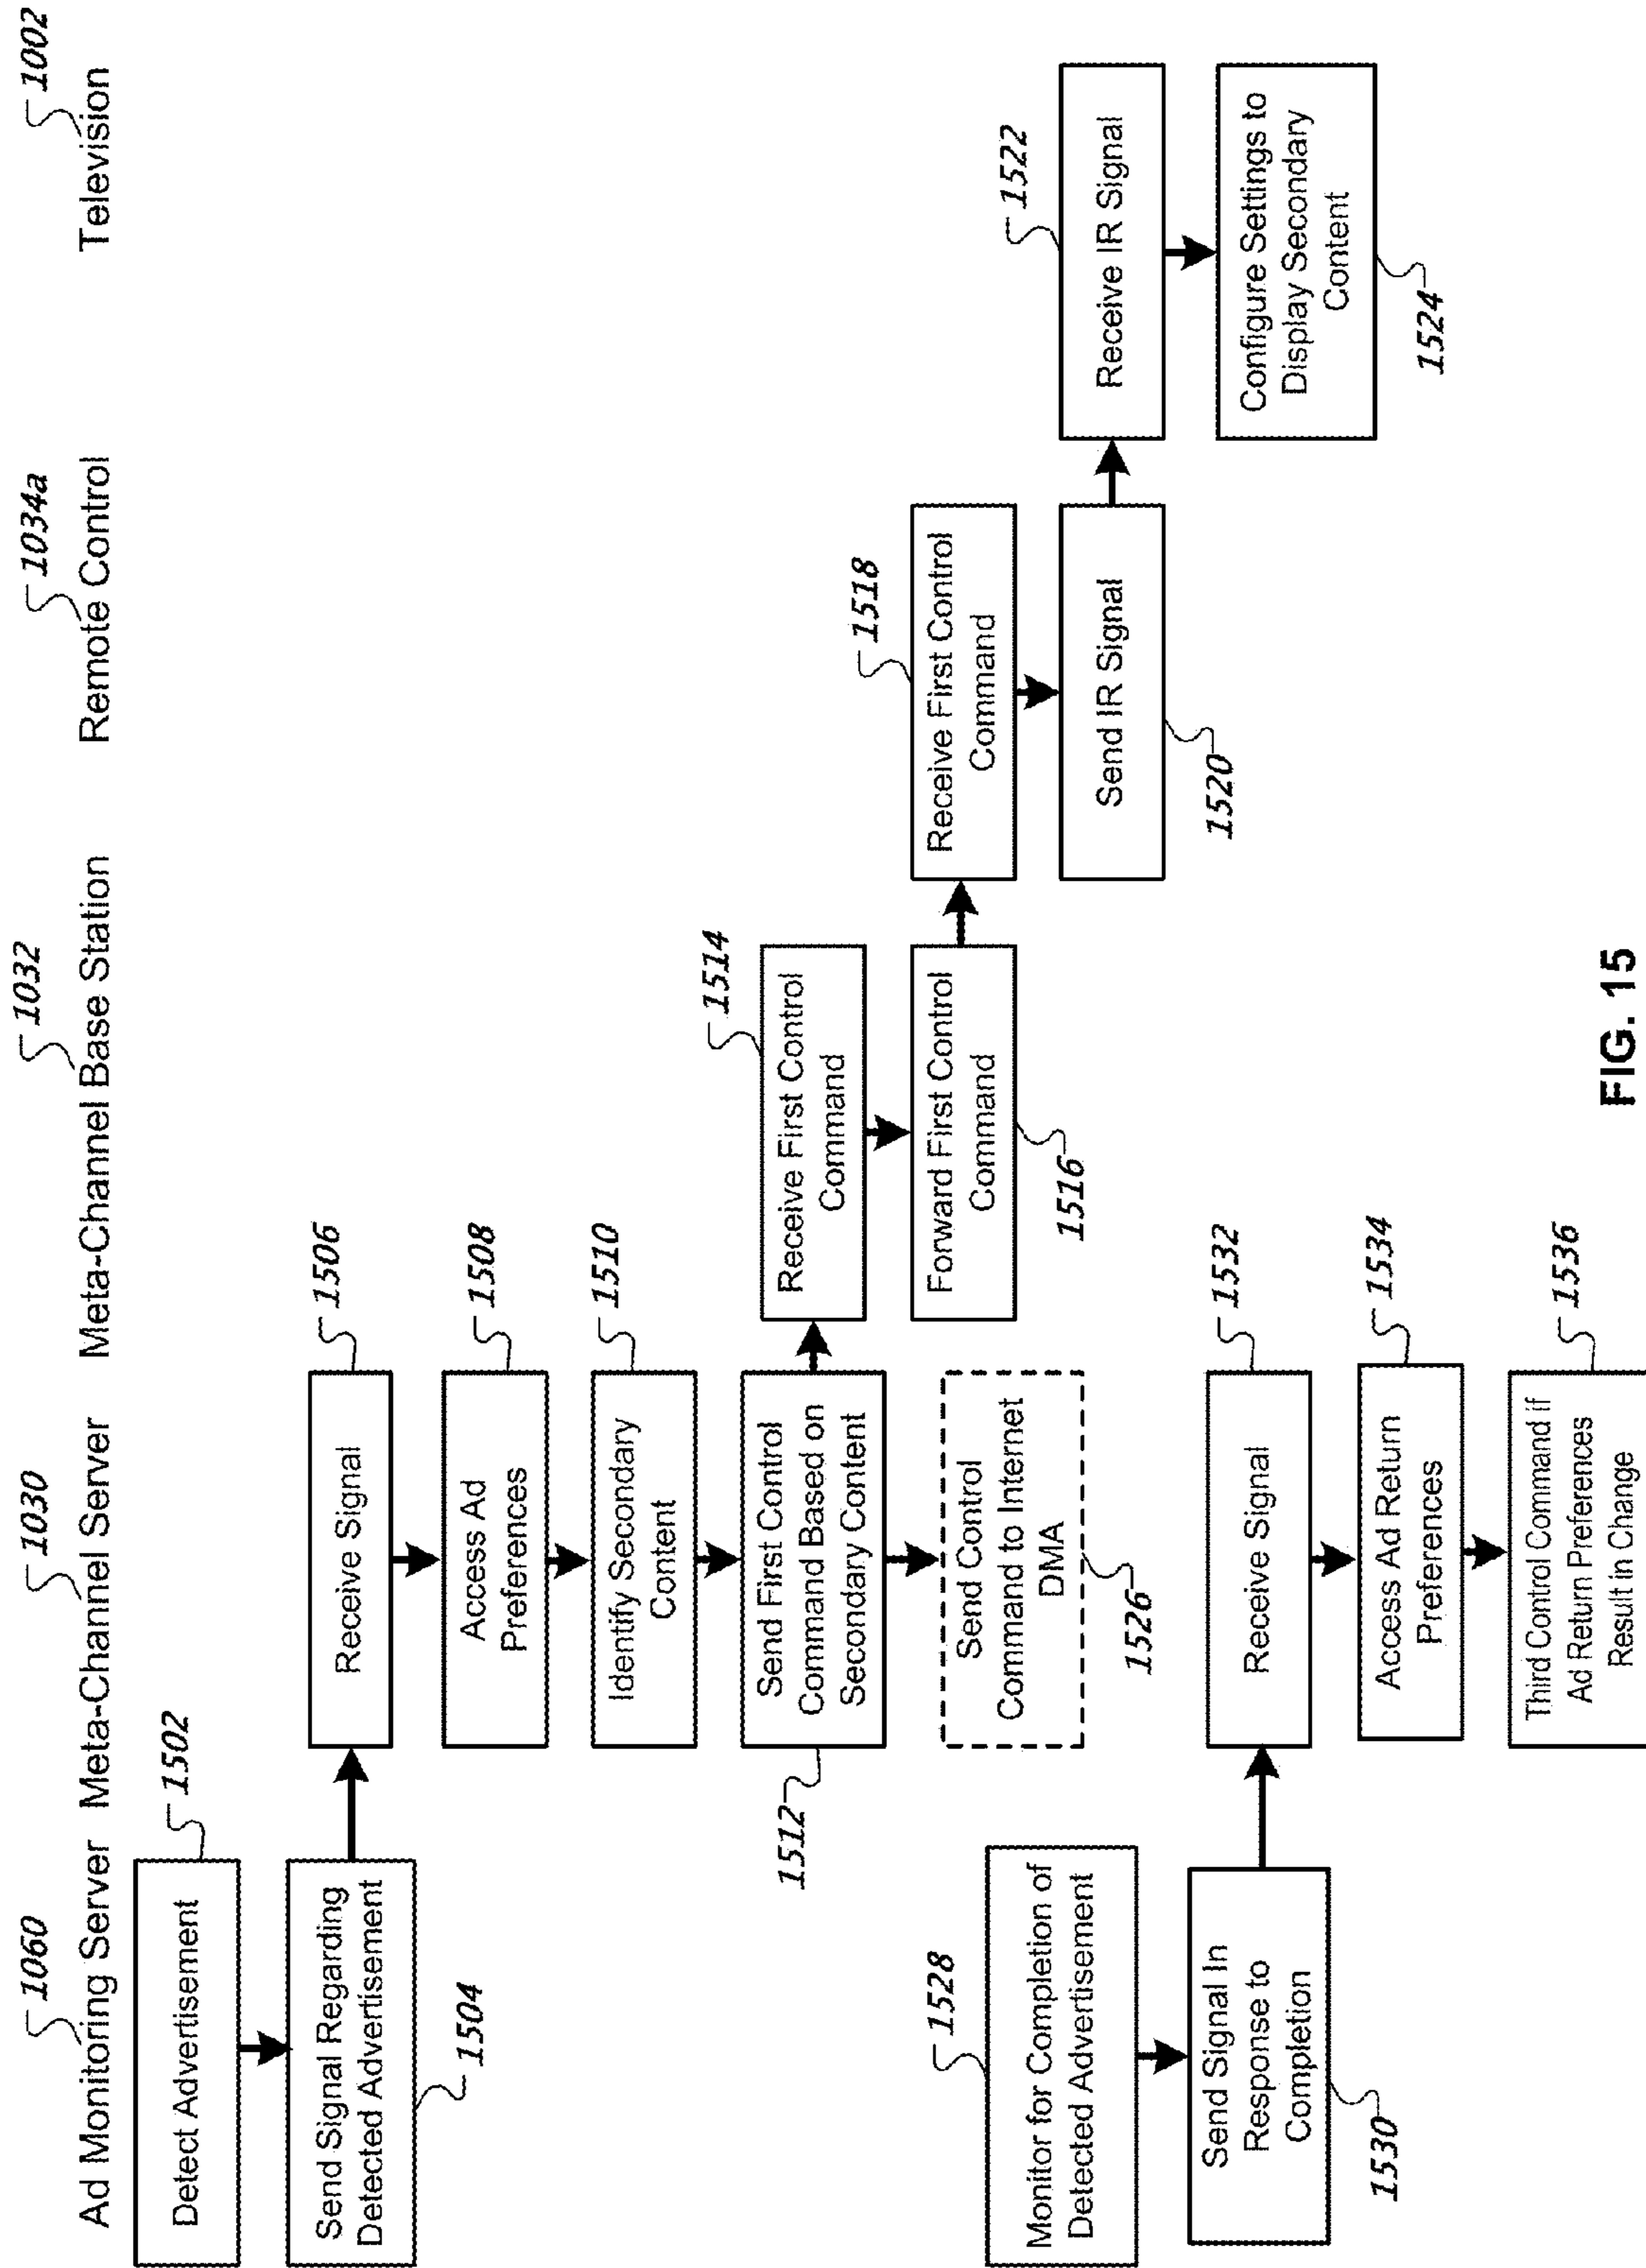 1060
Ad Monitoring Server
1030
Meta-Channel Server
1032
Meta-Channel Base Station
1034a
Remote Control
1002
Television
1502
Detect Advertisement
Send Signal Regarding
Detected Advertisement
1504
1506
Receive Signal
1508
Access Ad
Preferences
1510
Identify Secondary
Content
Send First Control
Command Based on
Secondary Content
1512
1514
Receive First Control
Command
Forward First Control
Command
1516
1518
Receive First Control
Command
Send IR Signal
1520
1522
Receive IR Signal
Configure Settings to
Display Secondary
Content
1524
Send Control
Command to Internet
DMA
1526
1528
Monitor for Completion of
Detected Advertisement
Send Signal In
Response to
Completion
1530
1532
Receive Signal
1534
Access Ad Return
Preferences
1536
Third Control Command if
Ad Return Preferences
Result in Change
FIG. 15